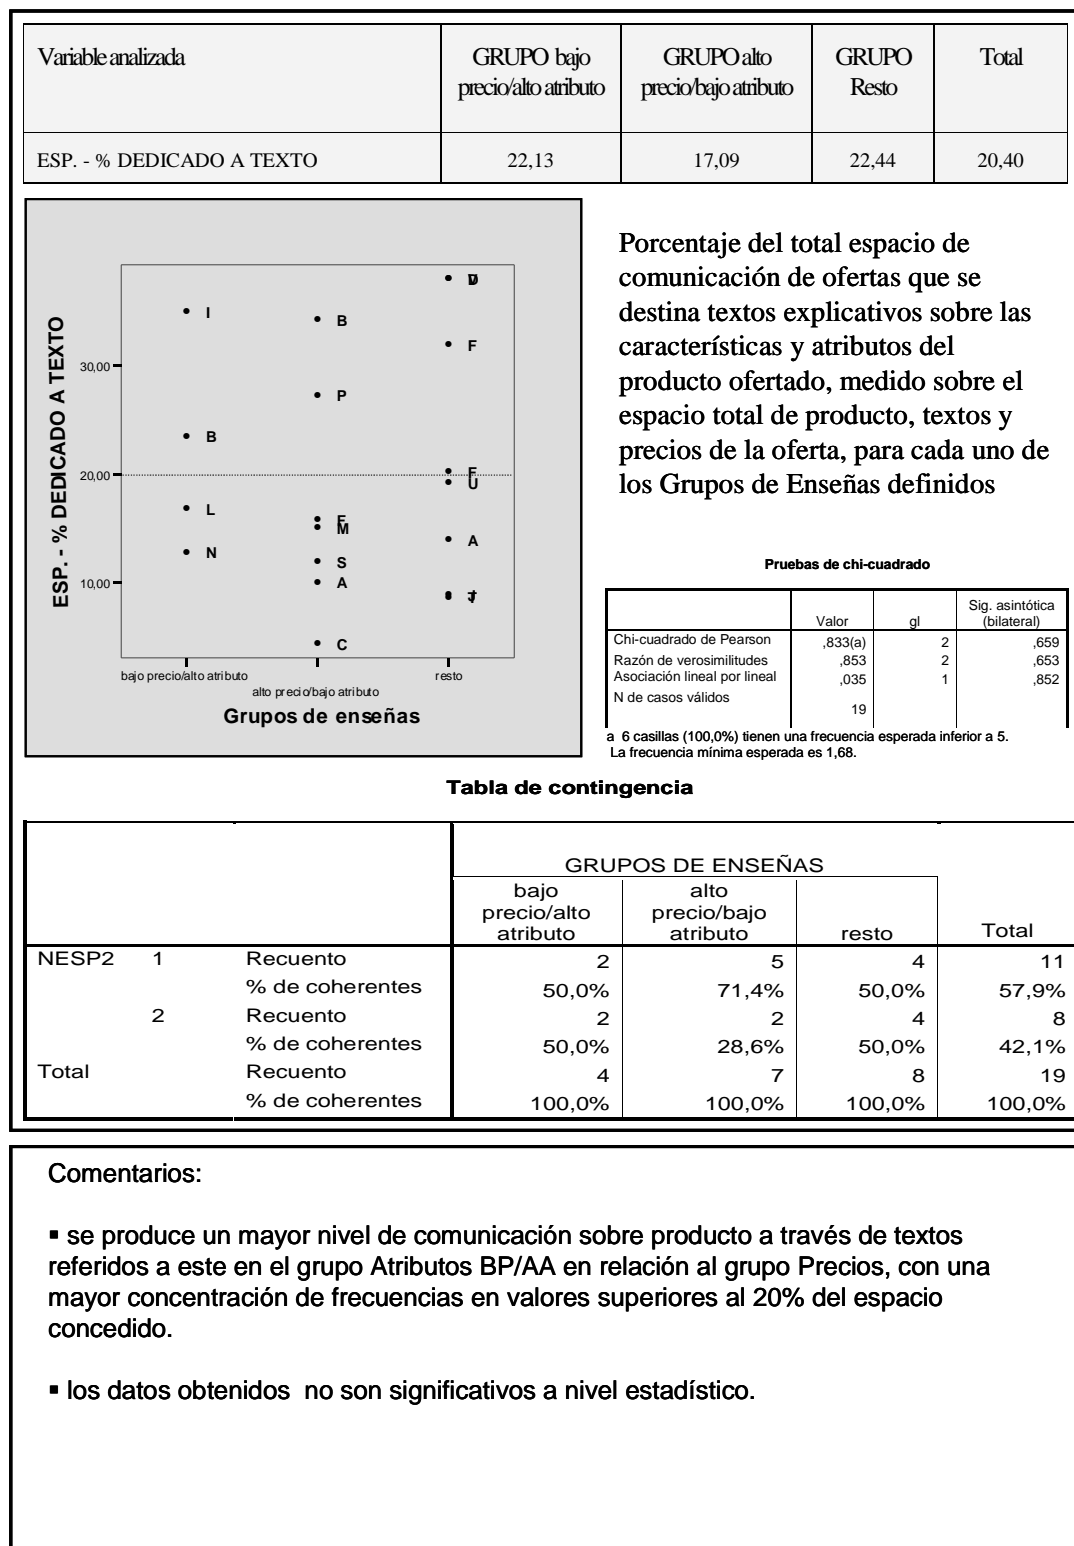 Variable analizada GRUPO bajo precio/alto atributo GRUPO alto precio/bajo atributo GRUPO Resto Total
ESP. - % DEDICADO A TEXTO 22,13 17,09 22,44 20,40
ESP. - % DEDICADO A TEXTO
30,00
20,00
10,00
I
B
L
N
B
P
E
M
S
A
C
F
U
A
bajo precio/alto atributo
alto precio/bajo atributo
resto
Grupos de enseñas
Porcentaje del total espacio de
comunicación de ofertas que se
destina textos explicativos sobre las
características y atributos del
producto ofertado, medido sobre el
espacio total de producto, textos y
precios de la oferta, para cada uno de
los Grupos de Enseñas definidos
Pruebas de chi-cuadrado
Valor gl Sig. asintótica (bilateral)
Chi-cuadrado de Pearson ,833(a) 2 ,659
Razón de verosimilitudes ,853 2 ,653
Asociación lineal por lineal ,035 1 ,852
N de casos válidos 19
a 6 casillas (100,0%) tienen una frecuencia esperada inferior a 5.
La frecuencia mínima esperada es 1,68.
Tabla de contingencia
GRUPOS DE ENSEÑAS
bajo precio/alto atributo alto precio/bajo atributo resto Total
NESP2 1 Recuento 2 5 4 11
% de coherentes 50,0% 71,4% 50,0% 57,9%
2 Recuento 2 2 4 8
% de coherentes 50,0% 28,6% 50,0% 42,1%
Total Recuento 4 7 8 19
% de coherentes 100,0% 100,0% 100,0% 100,0%
Comentarios:
▪ se produce un mayor nivel de comunicación sobre producto a través de textos
referidos a este en el grupo Atributos BP/AA en relación al grupo Precios, con una
mayor concentración de frecuencias en valores superiores al 20% del espacio
concedido.
▪ los datos obtenidos no son significativos a nivel estadístico.